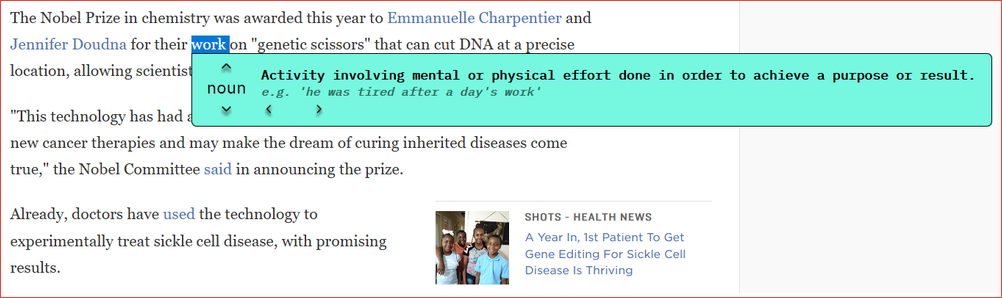 The Nobel Prize in chemistry was awarded this year to Emmanuelle Charpentier and
Jennifer Doudna for their work on "genetic scissors" that can cut DNA at a precise
location, allowing scientist
Activity involving mental or physical effort done in order to achieve a purpose or result.
noun
e.g. 'he was tired after a day's work'
"This technology has had a
new cancer therapies and may make the dream of curing inherited diseases come
true," the Nobel Committee said in announcing the prize.
Already, doctors have used the technology to
experimentally treat sickle cell disease, with promising
results.
SHOTS - HEALTH NEWS
A Year In, 1st Patient To Get
Gene Editing For Sickle Cell
Disease Is Thriving